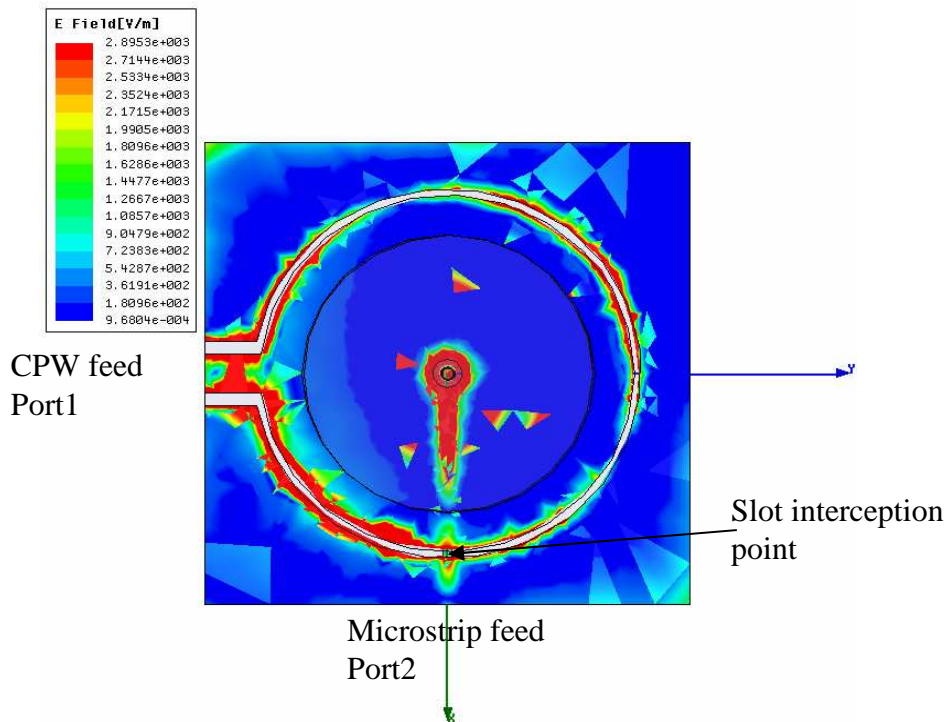 E Field[V/m]
2.8953e+003
2.7144e+003
2.5334e+003
2.3524e+003
2.1715e+003
1.9905e+003
1.8096e+003
1.6286e+003
1.4477e+003
1.2667e+003
1.0857e+003
9.0479e+002
7.2383e+002
5.4287e+002
3.6191e+002
1.8096e+002
9.6804e-004
CPW feed
Port1
Y
Slot interception
point
Microstrip feed
Port2
X